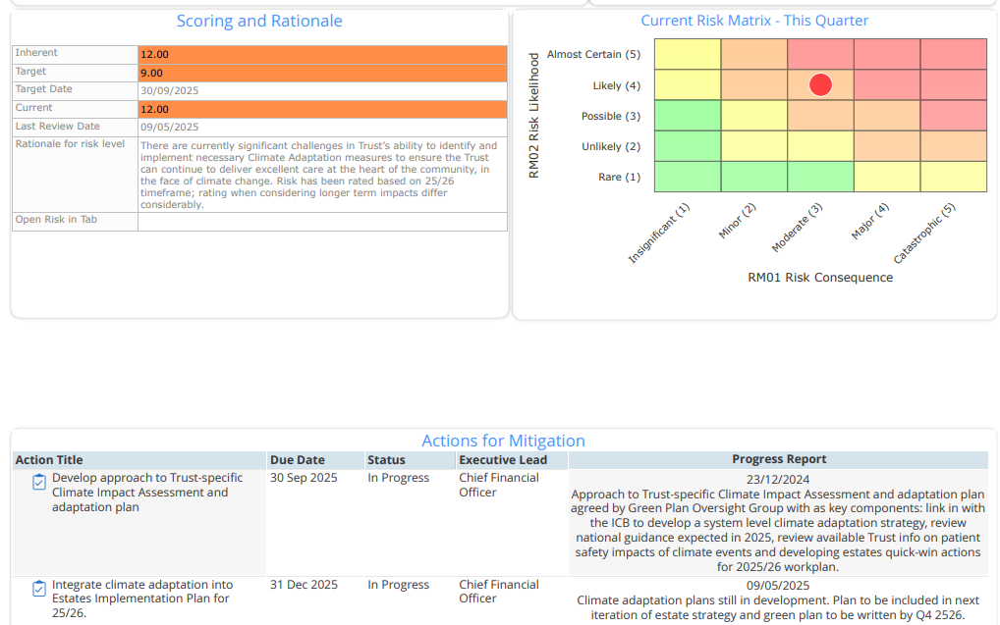 Scoring and Rationale
Inherent 12.00
Target 9.00
Target Date 30/09/2025
Current 12.00
Last Review Date 09/05/2025
Rationale for risk level
There are currently significant challenges in Trust’s ability to identify and
implement necessary Climate Adaptation measures to ensure the Trust
can continue to deliver excellent care at the heart of the community, in
the face of climate change. Risk has been rated based on 25/26
timeframe; rating when considering longer term impacts differ
considerably.
Open Risk in Tab
Current Risk Matrix - This Quarter
RM02 Risk Likelihood
Almost Certain (5)
Likely (4)
Possible (3)
Unlikely (2)
Rare (1)
Insignificant (1)
Minor (2)
Moderate (3)
Major (4)
Catastrophic (5)
RM01 Risk Consequence
Actions for Mitigation
Action Title Due Date Status Executive Lead Progress Report
Develop approach to Trust-specific
Climate Impact Assessment and
adaptation plan
30 Sep 2025
In Progress
Chief Financial
Officer
23/12/2024
Approach to Trust-specific Climate Impact Assessment and adaptation plan
agreed by Green Plan Oversight Group with as key components: link in with
the ICB to develop a system level climate adaptation strategy, review
national guidance expected in 2025, review available Trust info on patient
safety impacts of climate events and developing estates quick-win actions
for 2025/26 workplan.
Integrate climate adaptation into
Estates Implementation Plan for
25/26.
31 Dec 2025
In Progress
Chief Financial
Officer
09/05/2025
Climate adaptation plans still in development. Plan to be included in next
iteration of estate strategy and green plan to be written by Q4 2526.